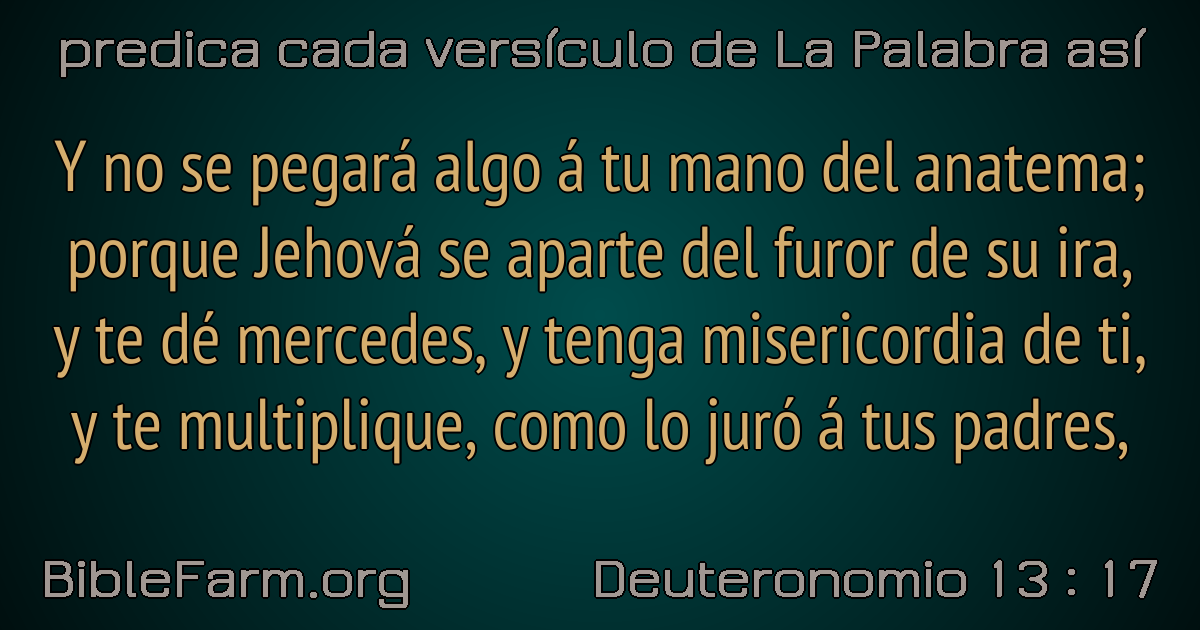 predica cada versículo de La Palabra así
Y no se pegará algo á tu mano del anatema;
porque Jehová se aparte del furor de su ira,
y te dé mercedes, y tenga misericordia de ti,
y te multiplique, como lo juró á tus padres,
BibleFarm.org
Deuteronomio 13 : 17